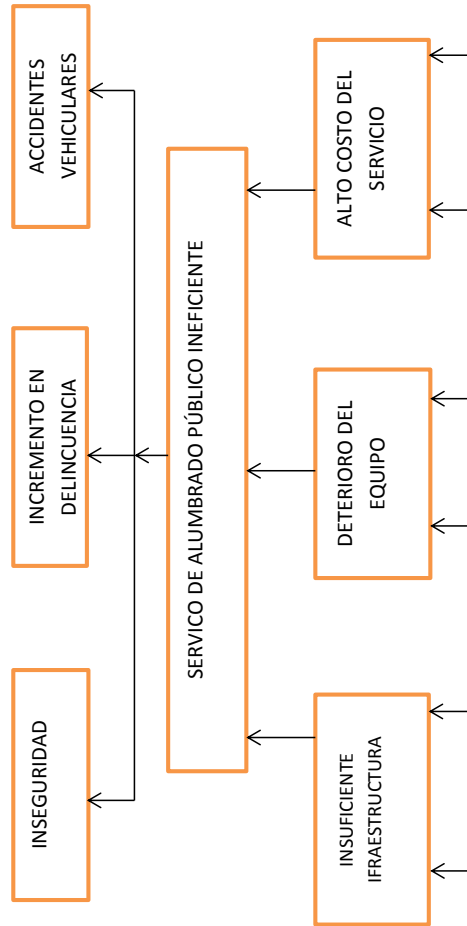 INSEGURIDAD
INCREMENTO EN
DELINCUENCIA
ACCIDENTES
VEHICULARES
SERVICO DE ALUMBRADO PÚBLICO INEFICIENTE
INSUFICIENTE
IFRAESTRUCTURA
DETERIORO DEL
EQUIPO
ALTO COSTO DEL
SERVICIO